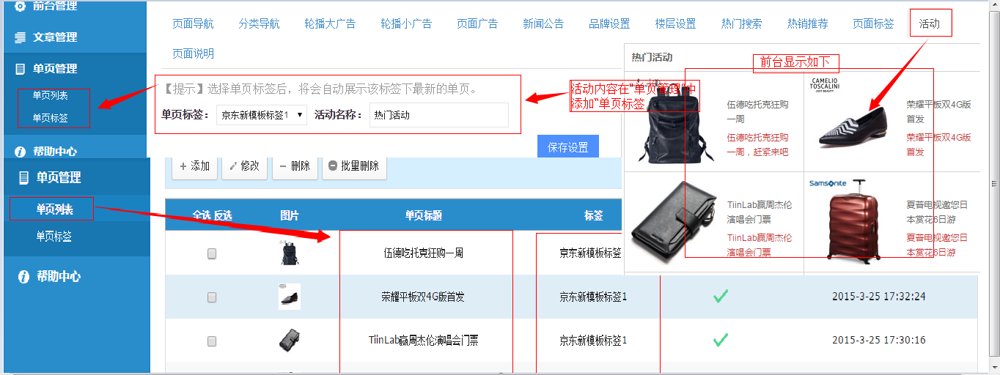 前台管理
文章管理
单页管理
单页列表
单页标签
帮助中心
单页管理
单页列表
单页标签
帮助中心
页面导航 分类导航 轮播大广告 轮播小广告 页面广告 新闻公告 品牌设置 楼层设置 热门搜索 热销推荐 页面标签 活动
页面说明
【提示】选择单页标签后，将会自动展示该标签下最新的单页。
单页标签： 京东新模板标签1 活动名称： 热门活动
保存设置
活动内容在“单页管理”中
添加“单页标签
热门活动
前台显示如下
伍德吃托克狂购
一周
伍德吃托克狂购
一周，赶紧来吧
CAMELIO
TOSCALINI
JUST BEAUTY
荣耀平板双4G版
首发
荣耀平板双4G版
首发
TiinLab赢周杰伦
演唱会门票
TiinLab赢周杰伦
演唱会门票
Samsonite
夏普电视邀您日
本赏花6日游
夏普电视邀您日
本赏花6日游
添加 修改 删除 批量删除
全选 反选 图片 单页标题 标签
伍德吃托克狂购一周 京东新模板标签
荣耀平板双4G版首发 京东新模板标签1 2015-3-25 17:32:24
TiinLab赢周杰伦演唱会门票 京东新模板标签1 2015-3-25 17:30:16